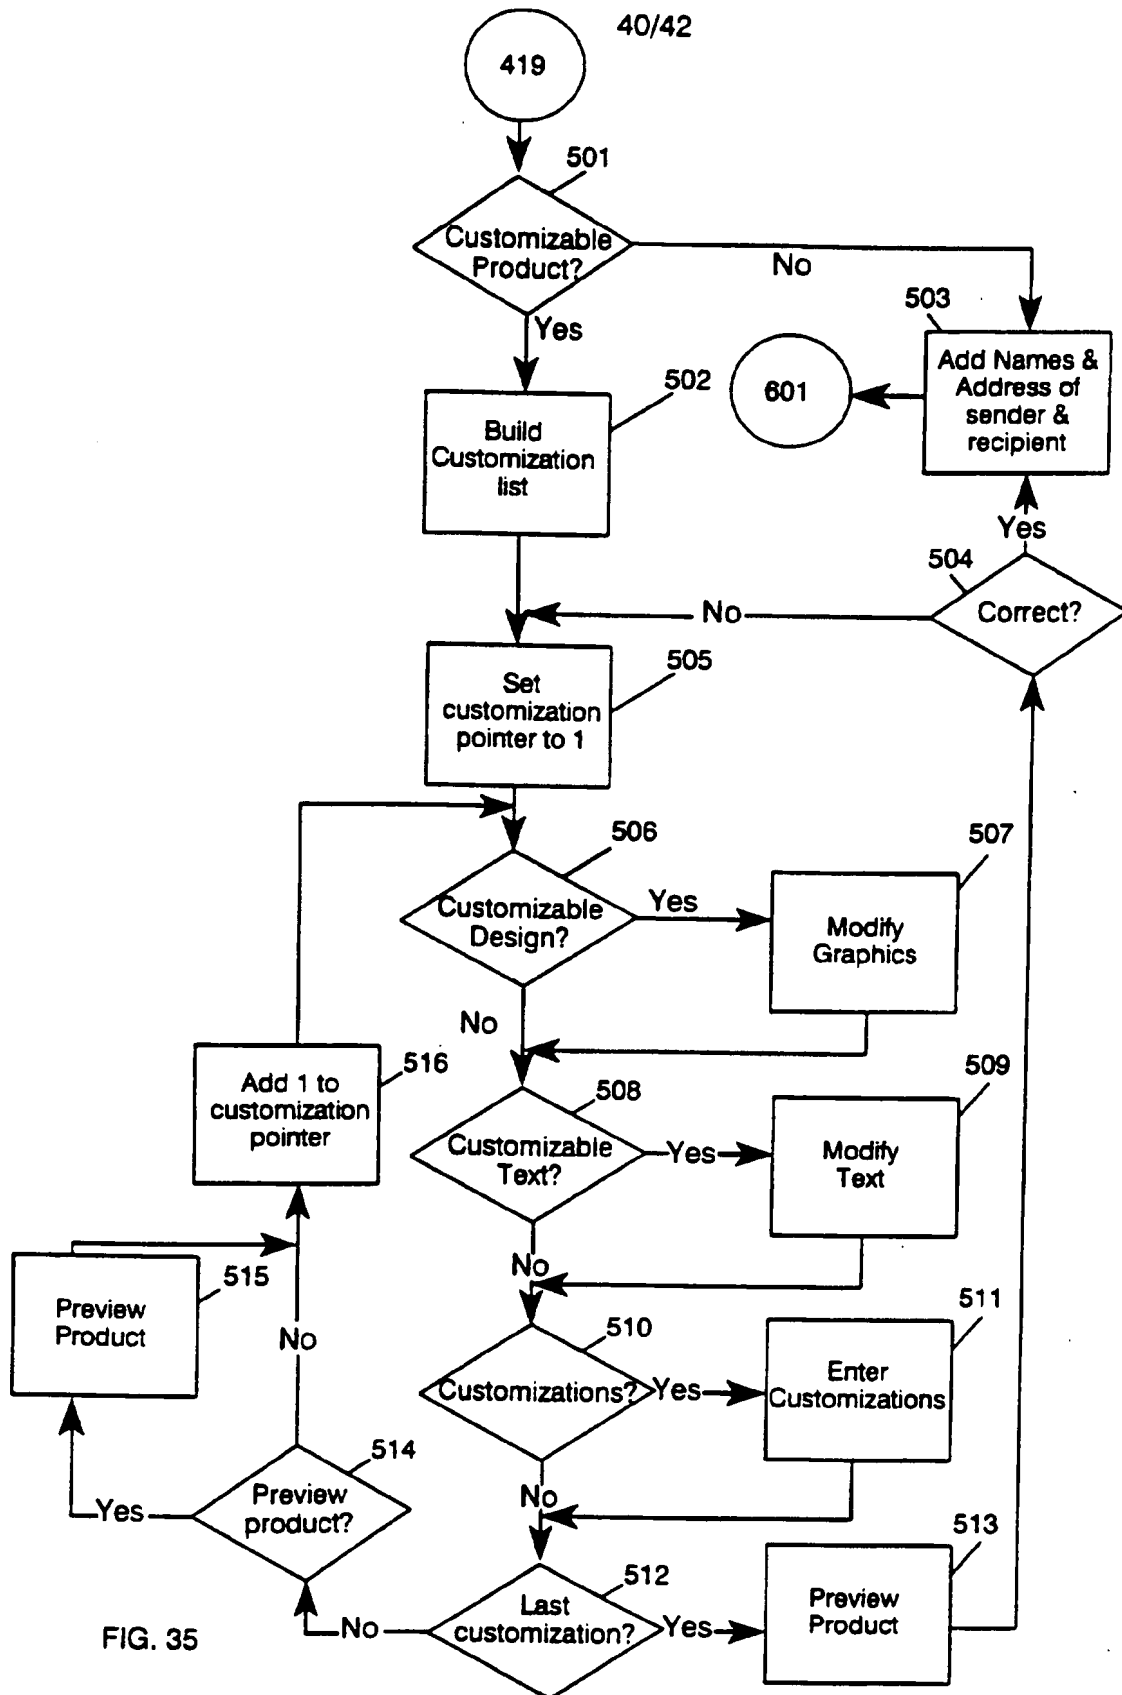 40/42
419
501
Customizable
Product?
No
Yes
503
Add Names &
Address of
sender &
recipient
601
502
Build
Customization
list
Yes
504
Correct?
No
505
Set
customization
pointer to 1
506
Customizable
Design?
Yes
507
Modify
Graphics
No
516
Add 1 to
customization
pointer
508
Customizable
Text?
Yes
509
Modify
Text
No
515
Preview
Product
No
510
Customizations?
Yes
511
Enter
Customizations
No
514
Preview
product?
Yes
512
Last
customization?
Yes
No
513
Preview
Product
FIG. 35